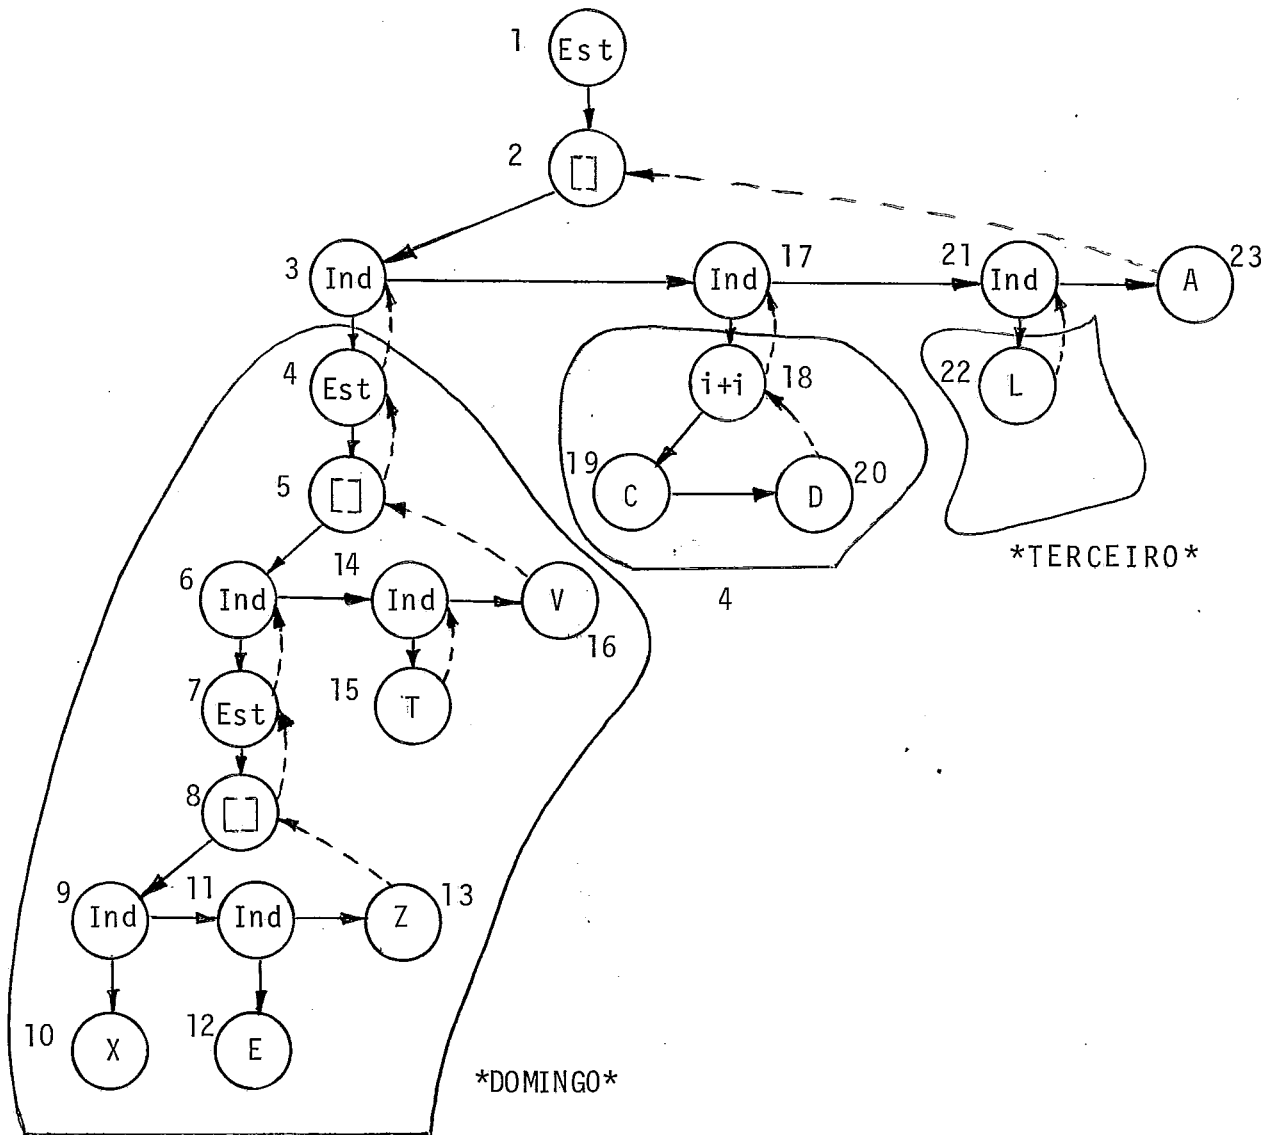 1 Est
2 []
3 Ind Ind 17 21 Ind A 23
4 Est i+i 18 22 L
5 [] 19 C D 20
*TERCEIRO*
6 Ind 14 Ind V 16 4
7 Est 15 T
8 []
9 Ind 11 Ind Z 13
10 X 12 E
*DOMINGO*